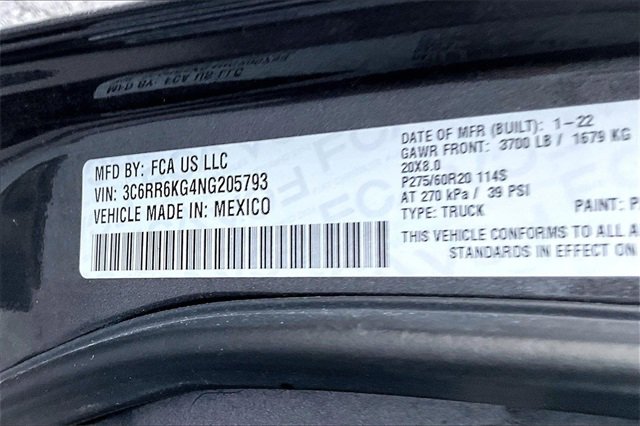 MFD BY: FCA US LLC
VIN: 3C6RR6KG4NG205793
VEHICLE MADE IN: MEXICO
DATE OF MFR (BUILT): 1-22
GAWR FRONT: 3700 LB / 1679 KG
20X8.0
P275/60R20 114S
AT 270 kPa / 39 PSI
TYPE: TRUCK PAINT:
THIS VEHICLE CONFORMS TO ALL
STANDARDS IN EFFECT ON